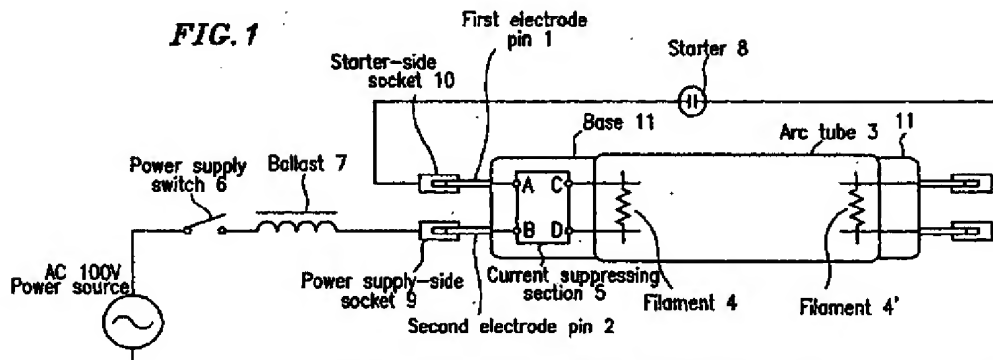 FIG. 1
First electrode
pin 1
Starter-side
socket 10
Starter 8
Base 11
Arc tube 3
11
Power supply
switch 6
Ballast 7
A
C
B
D
AC 100V
Power source
Power supply-side
socket 9
Current suppressing
section 5
Second electrode pin 2
Filament 4
Filament 4'